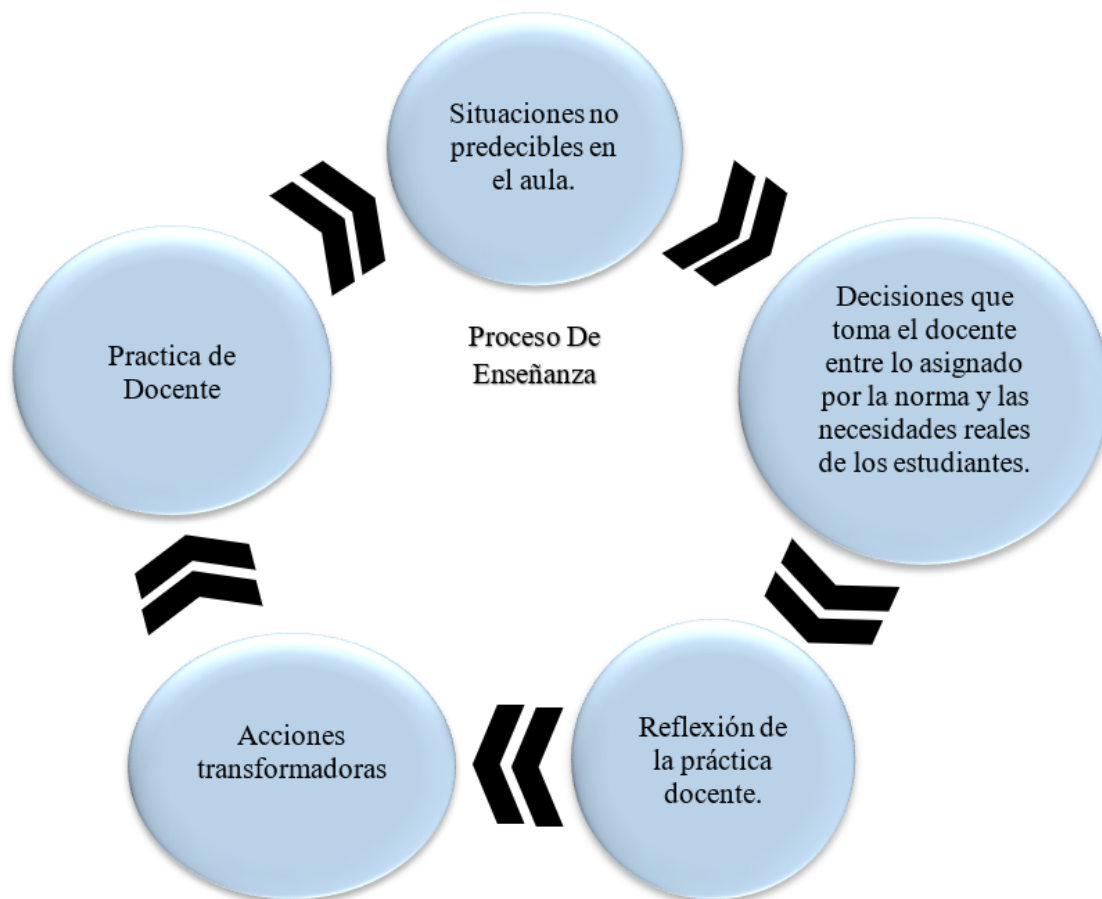 Situaciones no
predecibles en
el aula.
Decisiones que
toma el docente
entre lo asignado
por la norma y las
necesidades reales
de los estudiantes.
Reflexión de
la práctica
docente.
Acciones
transformadoras
Practica de
Docente
Proceso De
Enseñanza